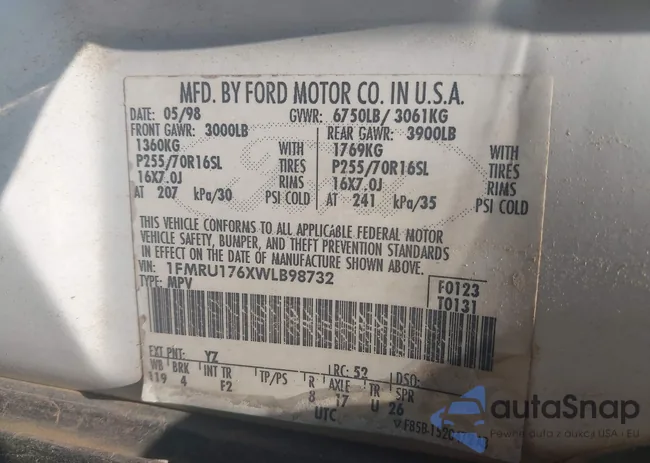 MFD. BY FORD MOTOR CO. IN U.S.A.
DATE: 05/98 GVWR: 6750LB/ 3061KG
FRONT GAWR: 3000LB REAR GAWR: 3900LB
1360KG WITH 1769KG WITH
P255/70R16SL TIRES P255/70R16SL TIRES
16X7.0J RIMS 16X7.0J RIMS
AT 207 kPa/30 PSI COLD AT 241 kPa/35 PSI COLD
THIS VEHICLE CONFORMS TO ALL APPLICABLE FEDERAL MOTOR
VEHICLE SAFETY, BUMPER, AND THEFT PREVENTION STANDARDS
IN EFFECT ON THE DATE OF MANUFACTURE SHOWN ABOVE.
VIN: 1FMRU176XWLB98732
TYPE: MPV
F0123
T0131
EXT PNT: YZ RC: 52 DSO:
WB BRK INT TR TP/PS R AXLE TR SPR
119 4 F2 8 17 U 26
UTC
autaSnap
Pewne auta z aukcji USA - EU